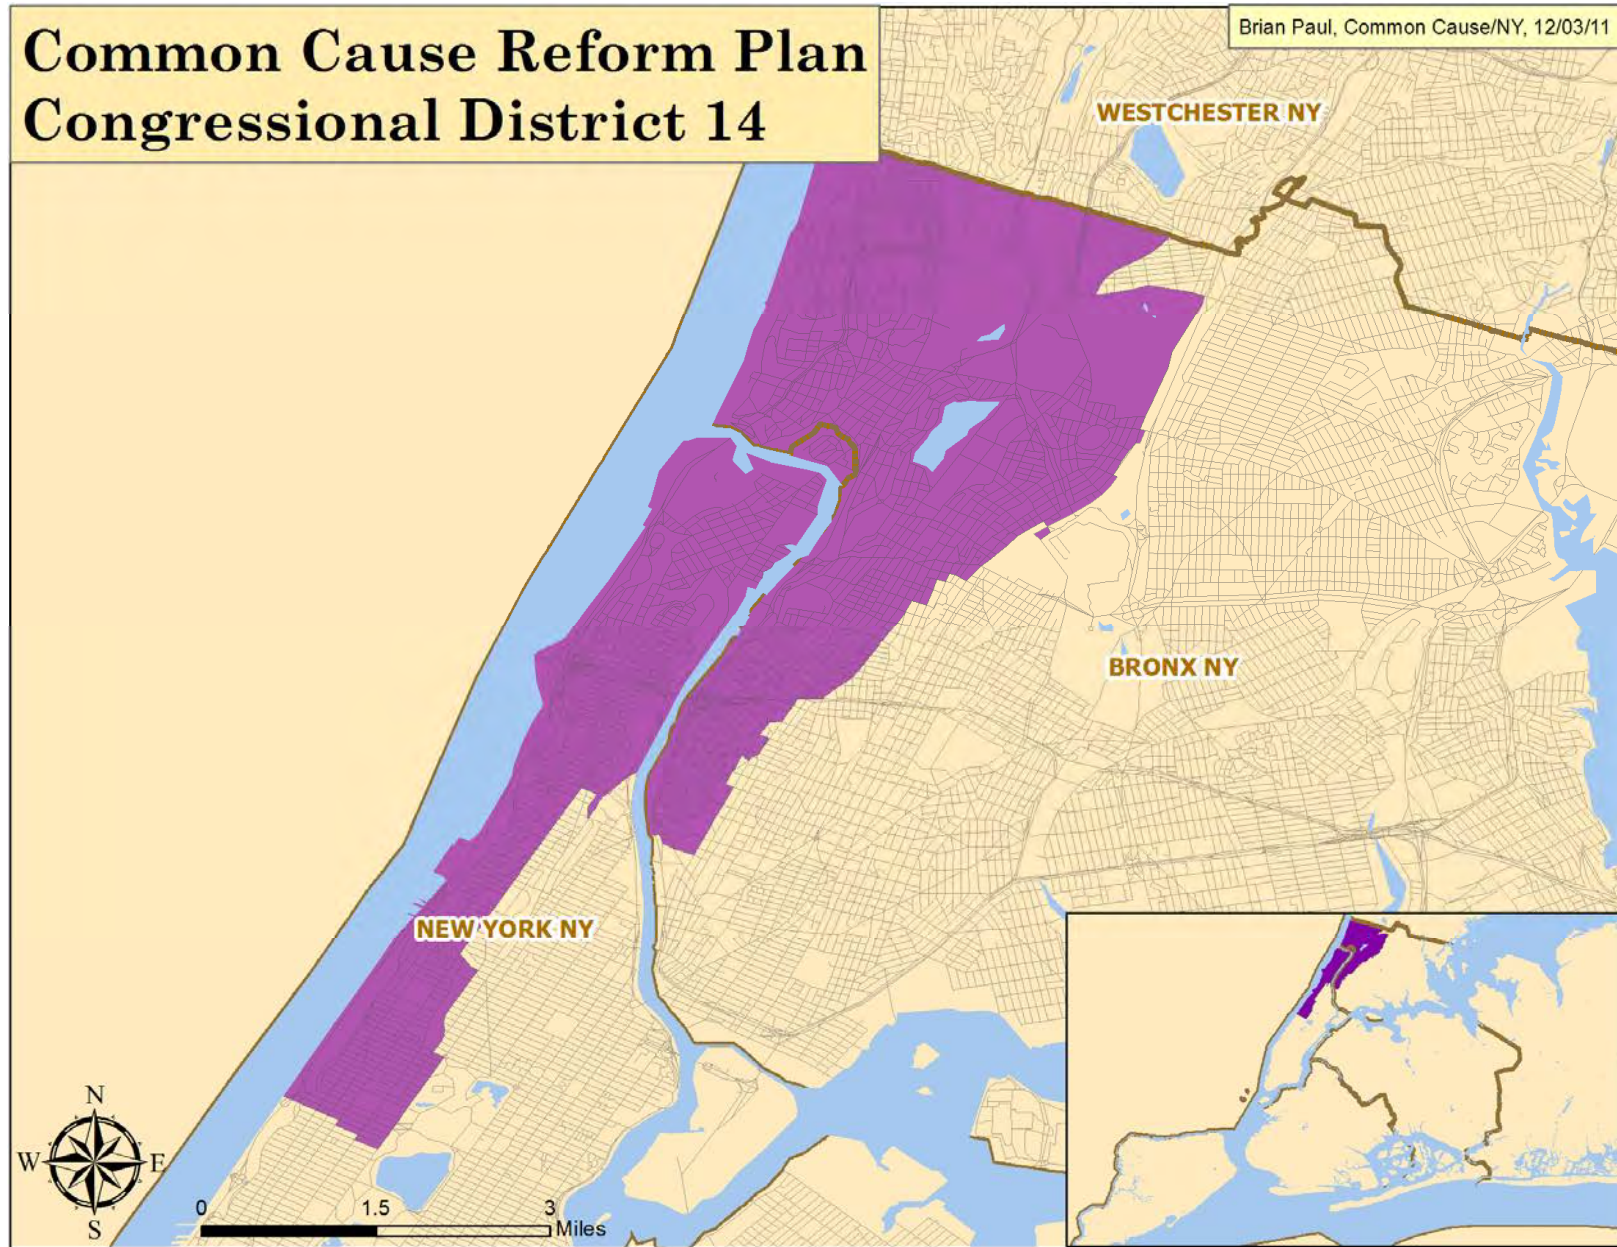 Common Cause Reform Plan
Congressional District 14
Brian Paul, Common Cause/NY, 12/03/11
WESTCHESTER NY
BRONX NY
NEW YORK NY
N
W E
S
0 1.5 3
Miles